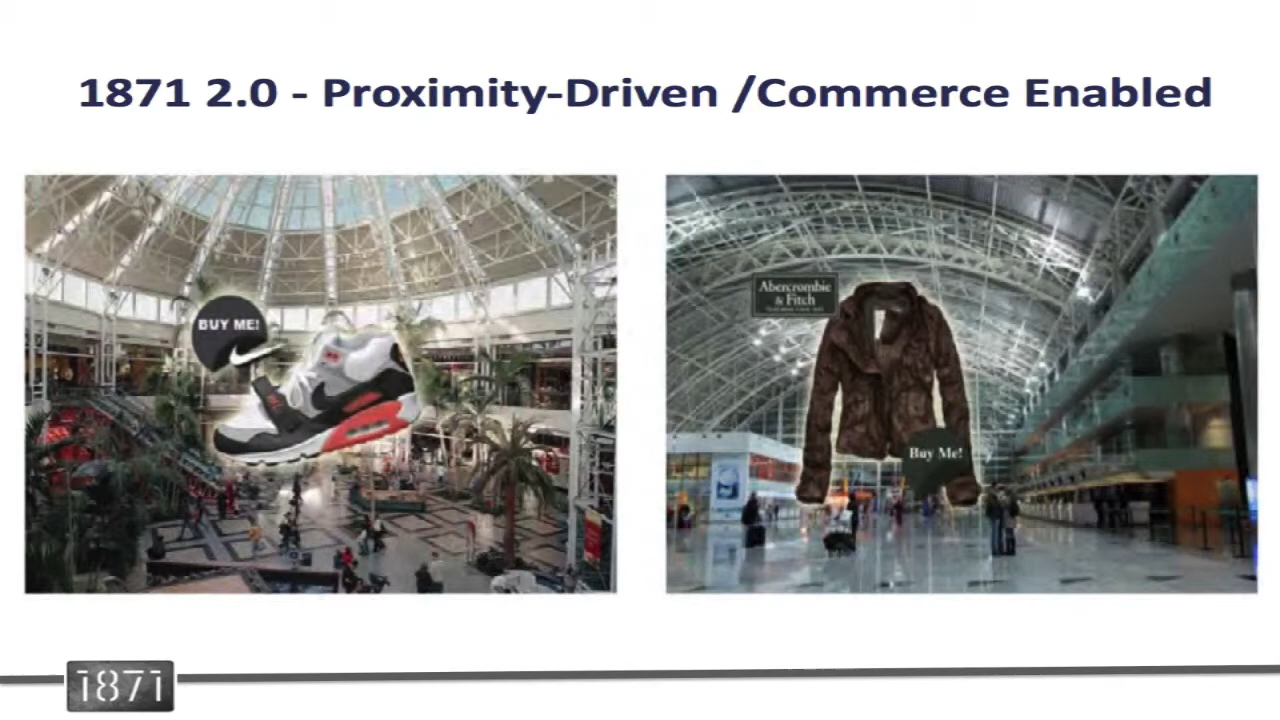 1871 2.0 - Proximity-Driven /Commerce Enabled
BUY ME!
Abercrombie
& Fitch
Buy Me!
1871